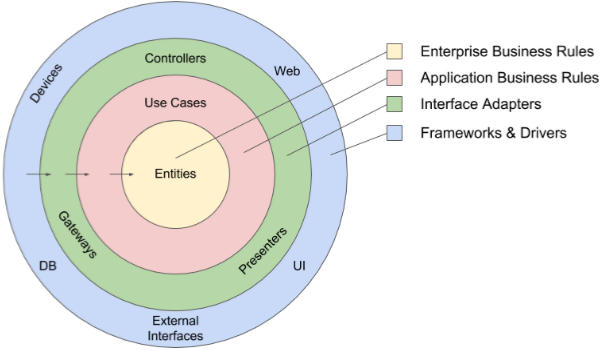 Controllers
Devices
Web
Use Cases
Entities
Gateways
Presenters
DB
UI
External
Interfaces
Enterprise Business Rules
Application Business Rules
Interface Adapters
Frameworks & Drivers